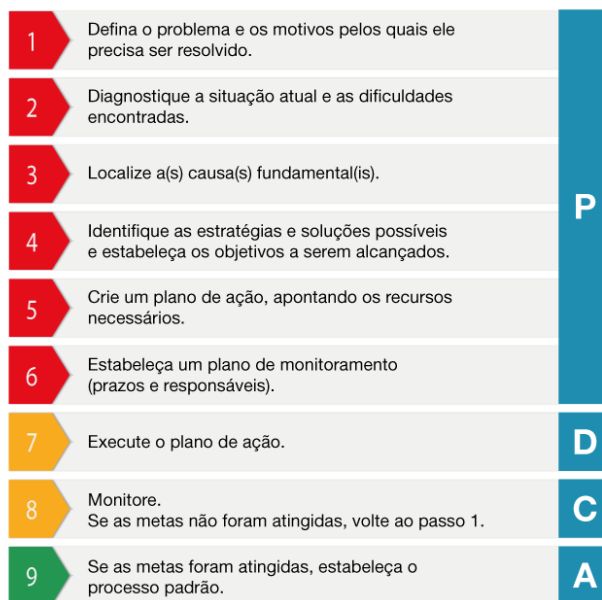 1
Defina o problema e os motivos pelos quais ele
precisa ser resolvido.
2
Diagnostique a situação atual e as dificuldades
encontradas.
3
Localize a(s) causa(s) fundamental(is).
4
Identifique as estratégias e soluções possíveis
e estabeleça os objetivos a serem alcançados.
5
Crie um plano de ação, apontando os recursos
necessários.
6
Estabeleça um plano de monitoramento
(prazos e responsáveis).
P
7
Execute o plano de ação.
D
8
Monitore.
Se as metas não foram atingidas, volte ao passo 1.
C
9
Se as metas foram atingidas, estabeleça o
processo padrão.
A